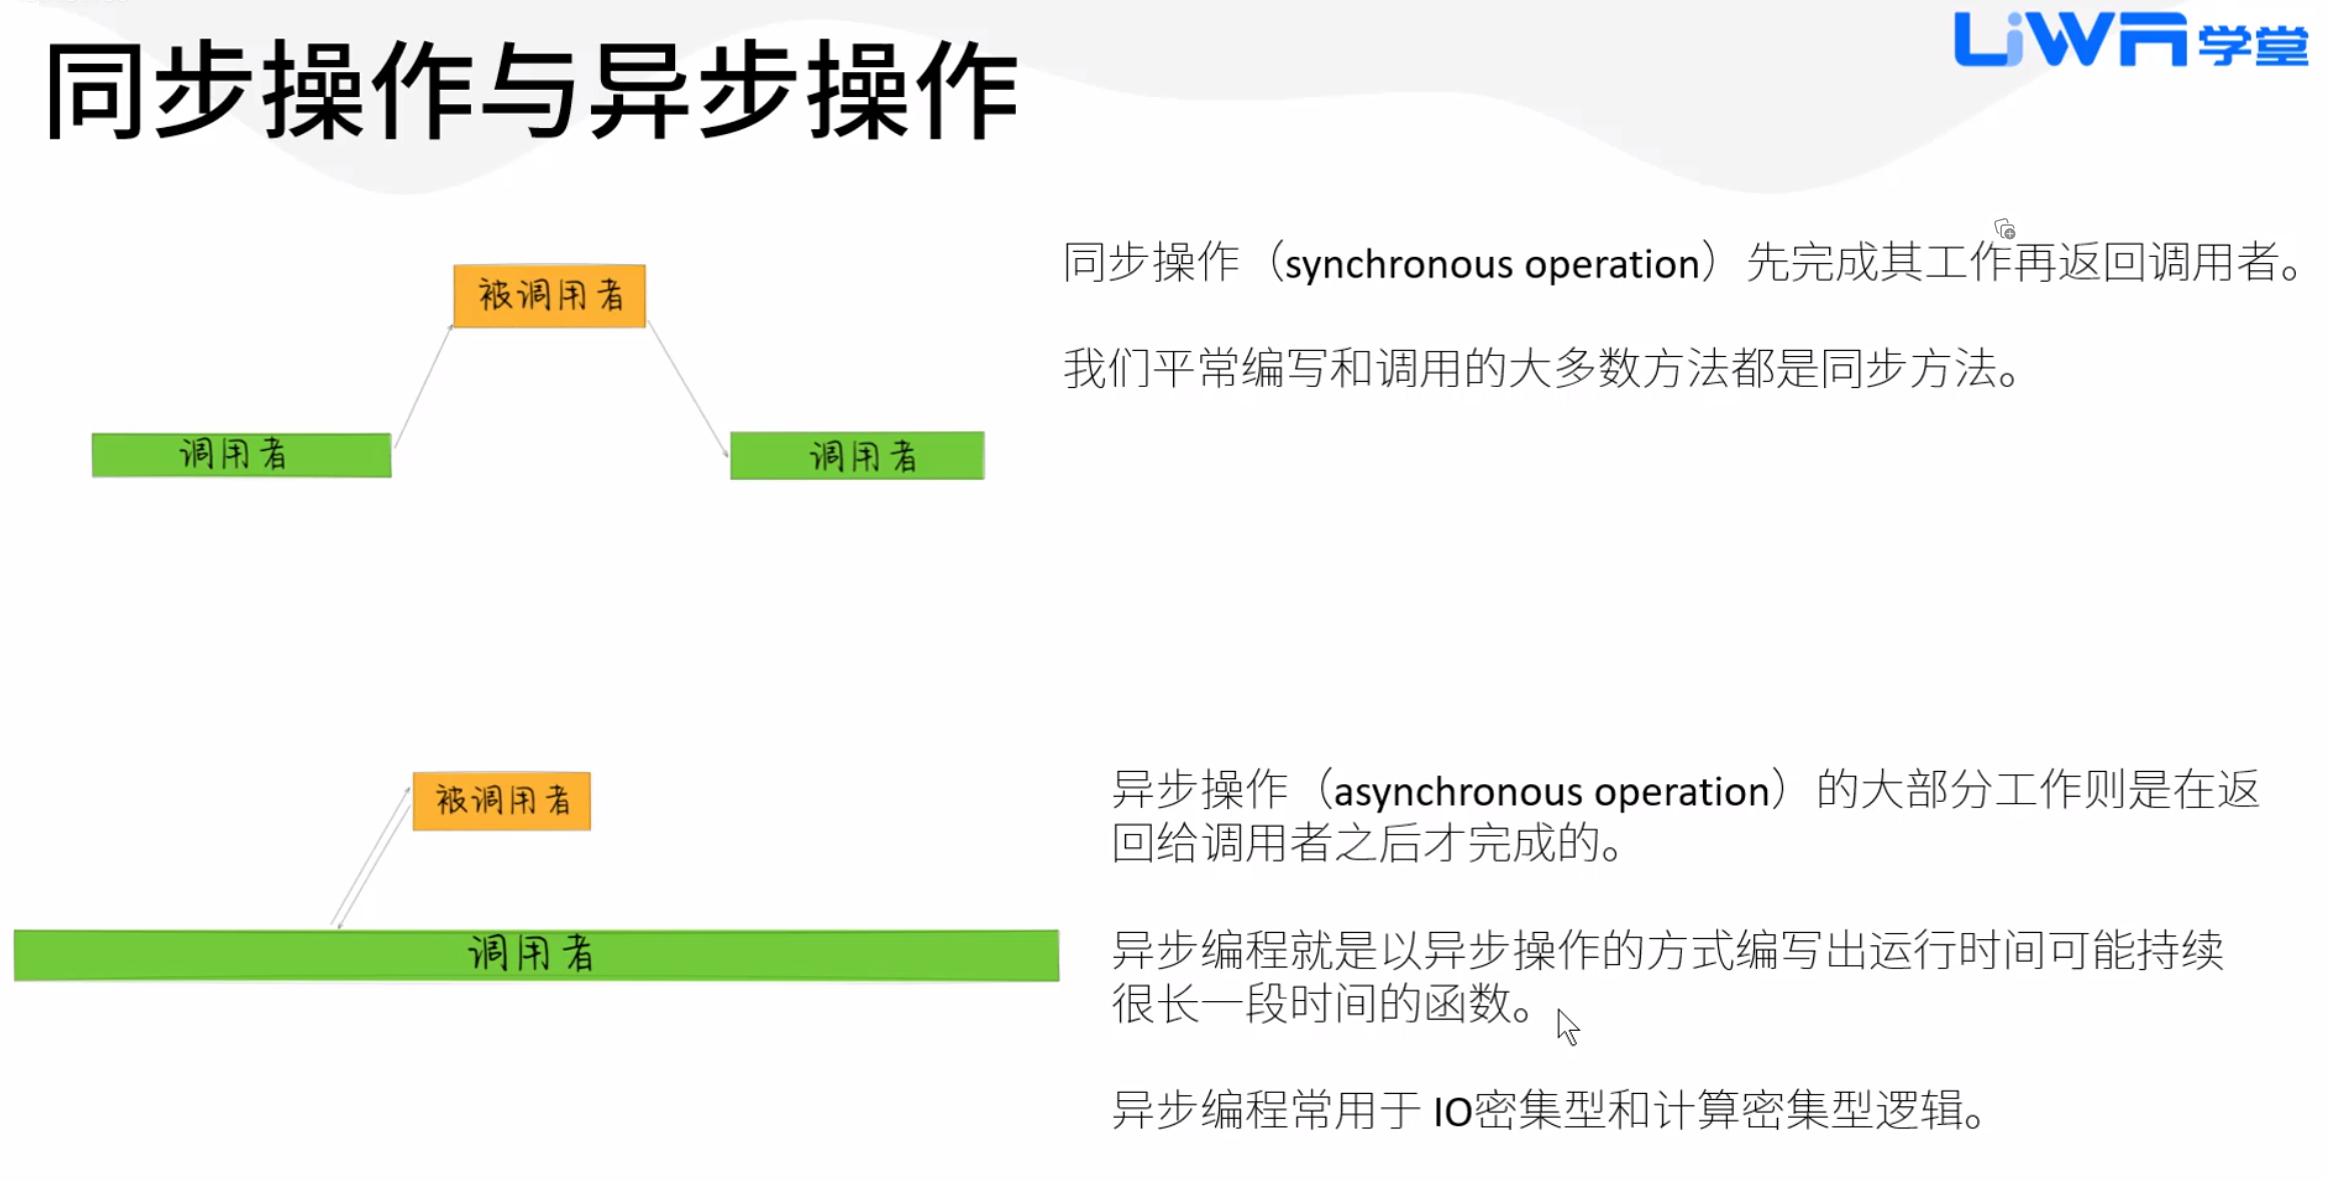 同步操作与异步操作
LiWA学堂
被调用者
调用者
调用者
同步操作（synchronous operation）先完成其工作再返回调用者。
我们平常编写和调用的大多数方法都是同步方法。
被调用者
调用者
异步操作（asynchronous operation）的大部分工作则是在返
回给调用者之后才完成的。
异步编程就是以异步操作的方式编写出运行时间可能持续
很长一段时间的函数。
异步编程常用于 IO密集型和计算密集型逻辑。